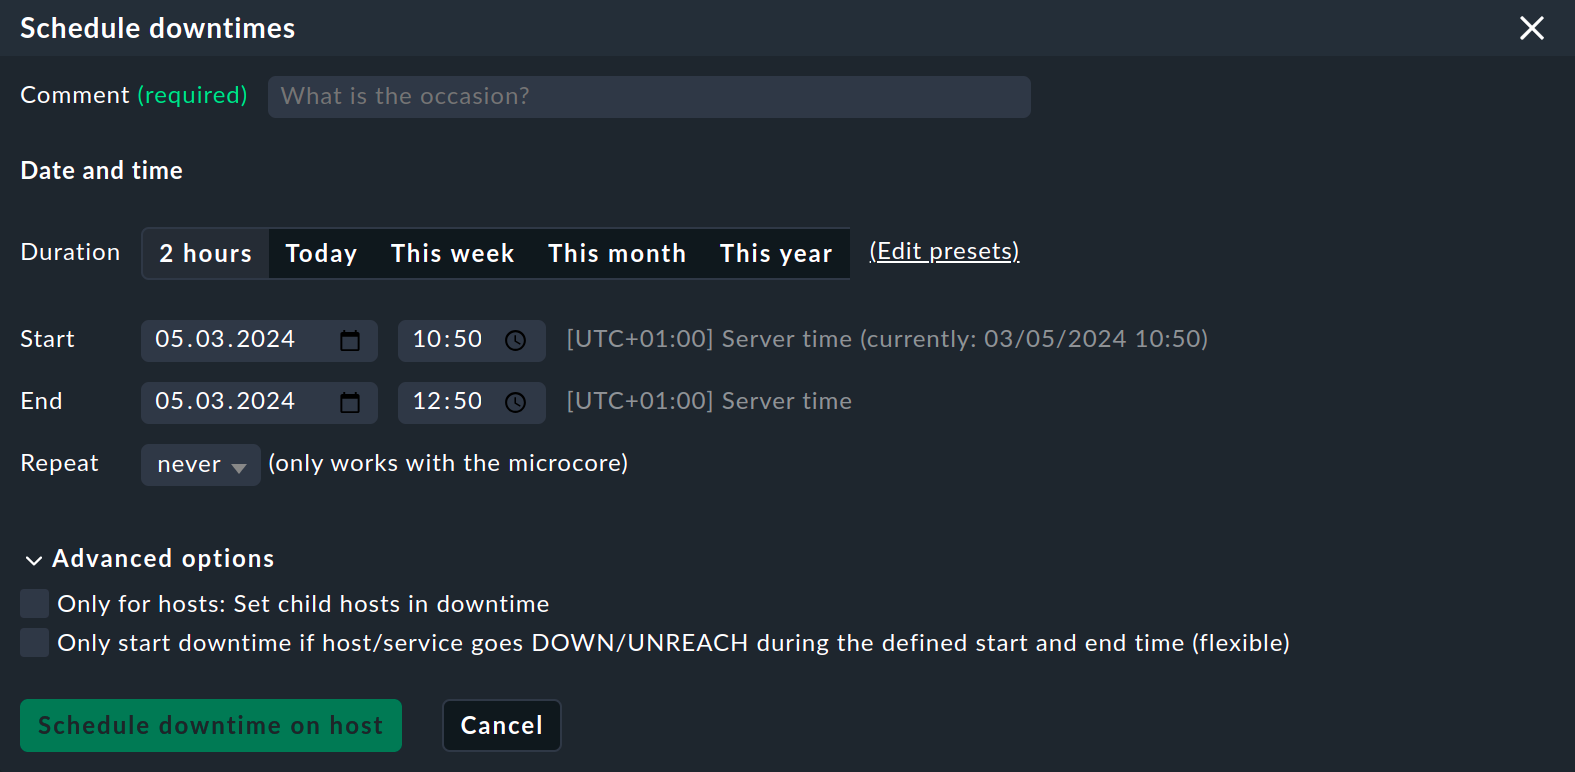 Schedule downtimes
Comment (required) What is the occasion?
Date and time
Duration 2 hours Today This week This month This year (Edit presets)
Start 05.03.2024 10:50 [UTC+01:00] Server time (currently: 03/05/2024 10:50)
End 05.03.2024 12:50 [UTC+01:00] Server time
Repeat never (only works with the microcore)
Advanced options
Only for hosts: Set child hosts in downtime
Only start downtime if host/service goes DOWN/UNREACH during the defined start and end time (flexible)
Schedule downtime on host Cancel